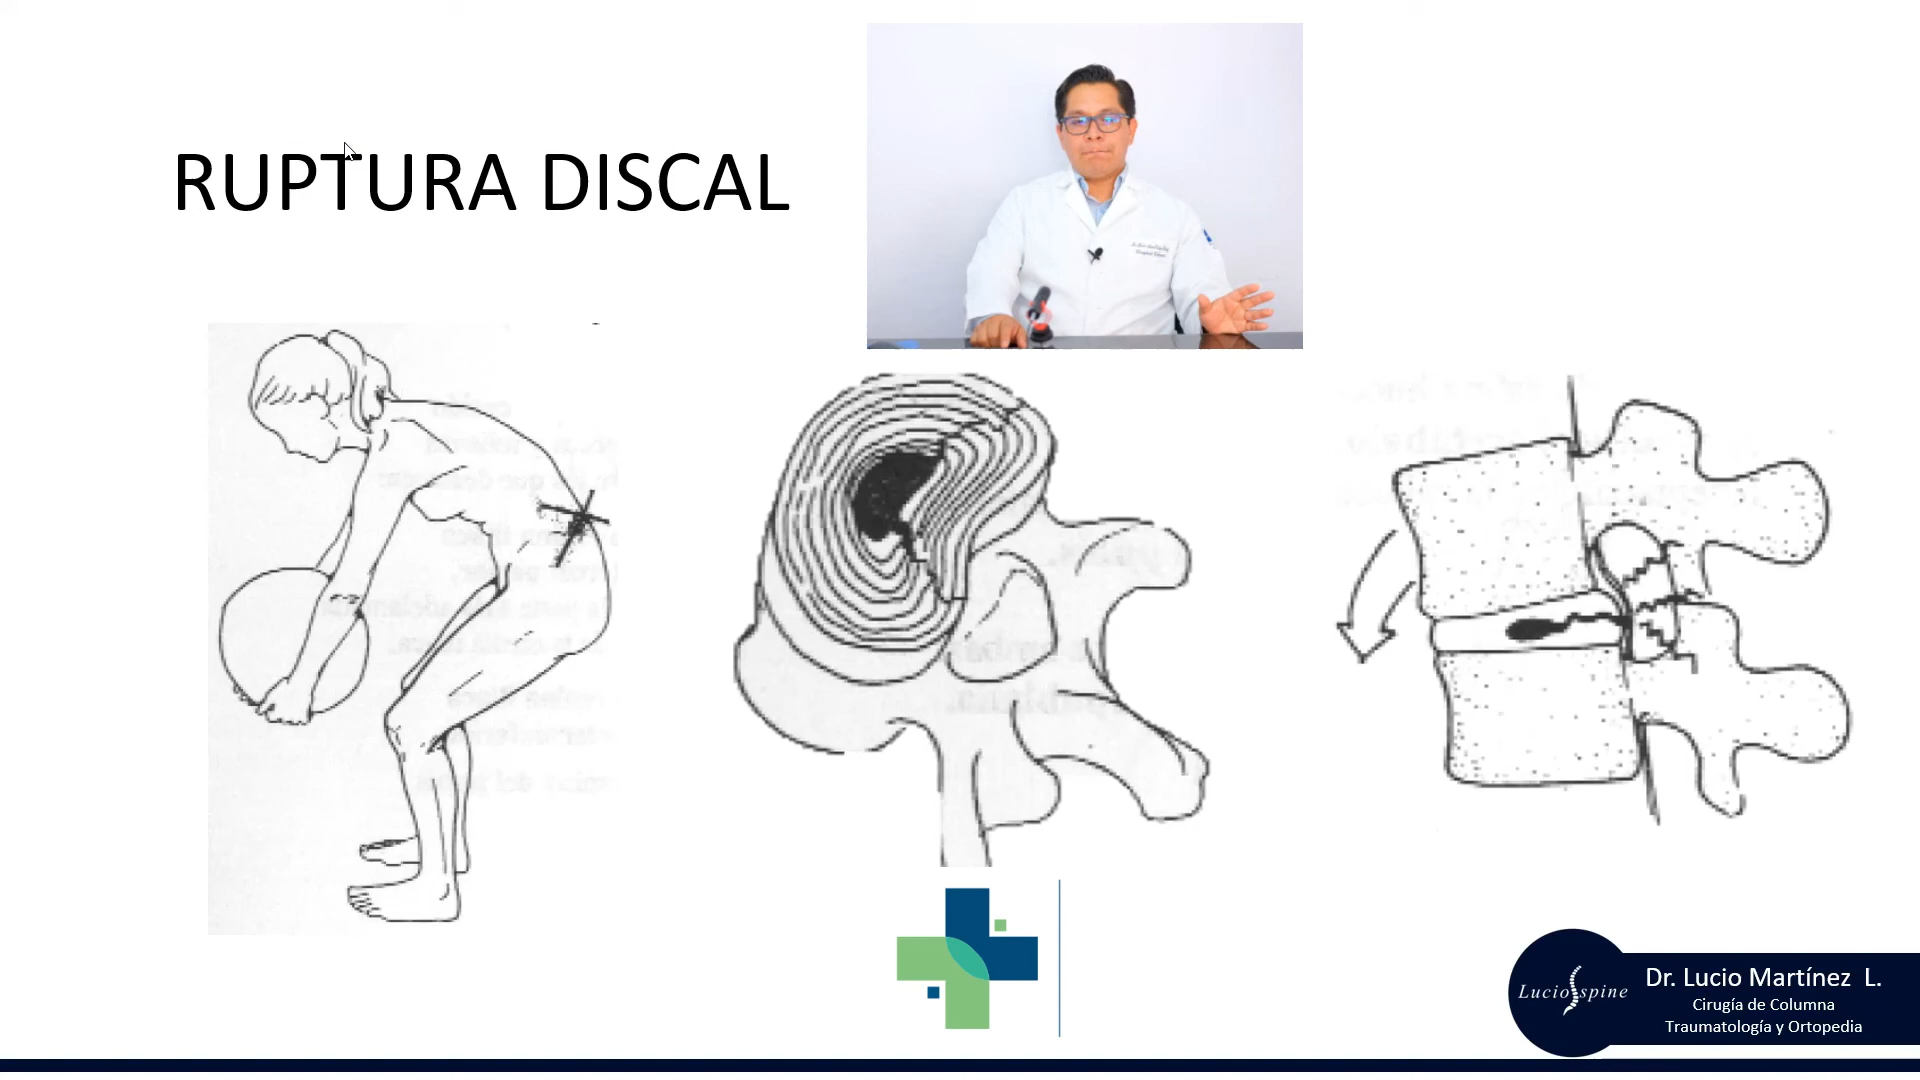 RUPTURA DISCAL
Lucio spine
Dr. Lucio Martínez L.
Cirugía de Columna
Traumatología y Ortopedia